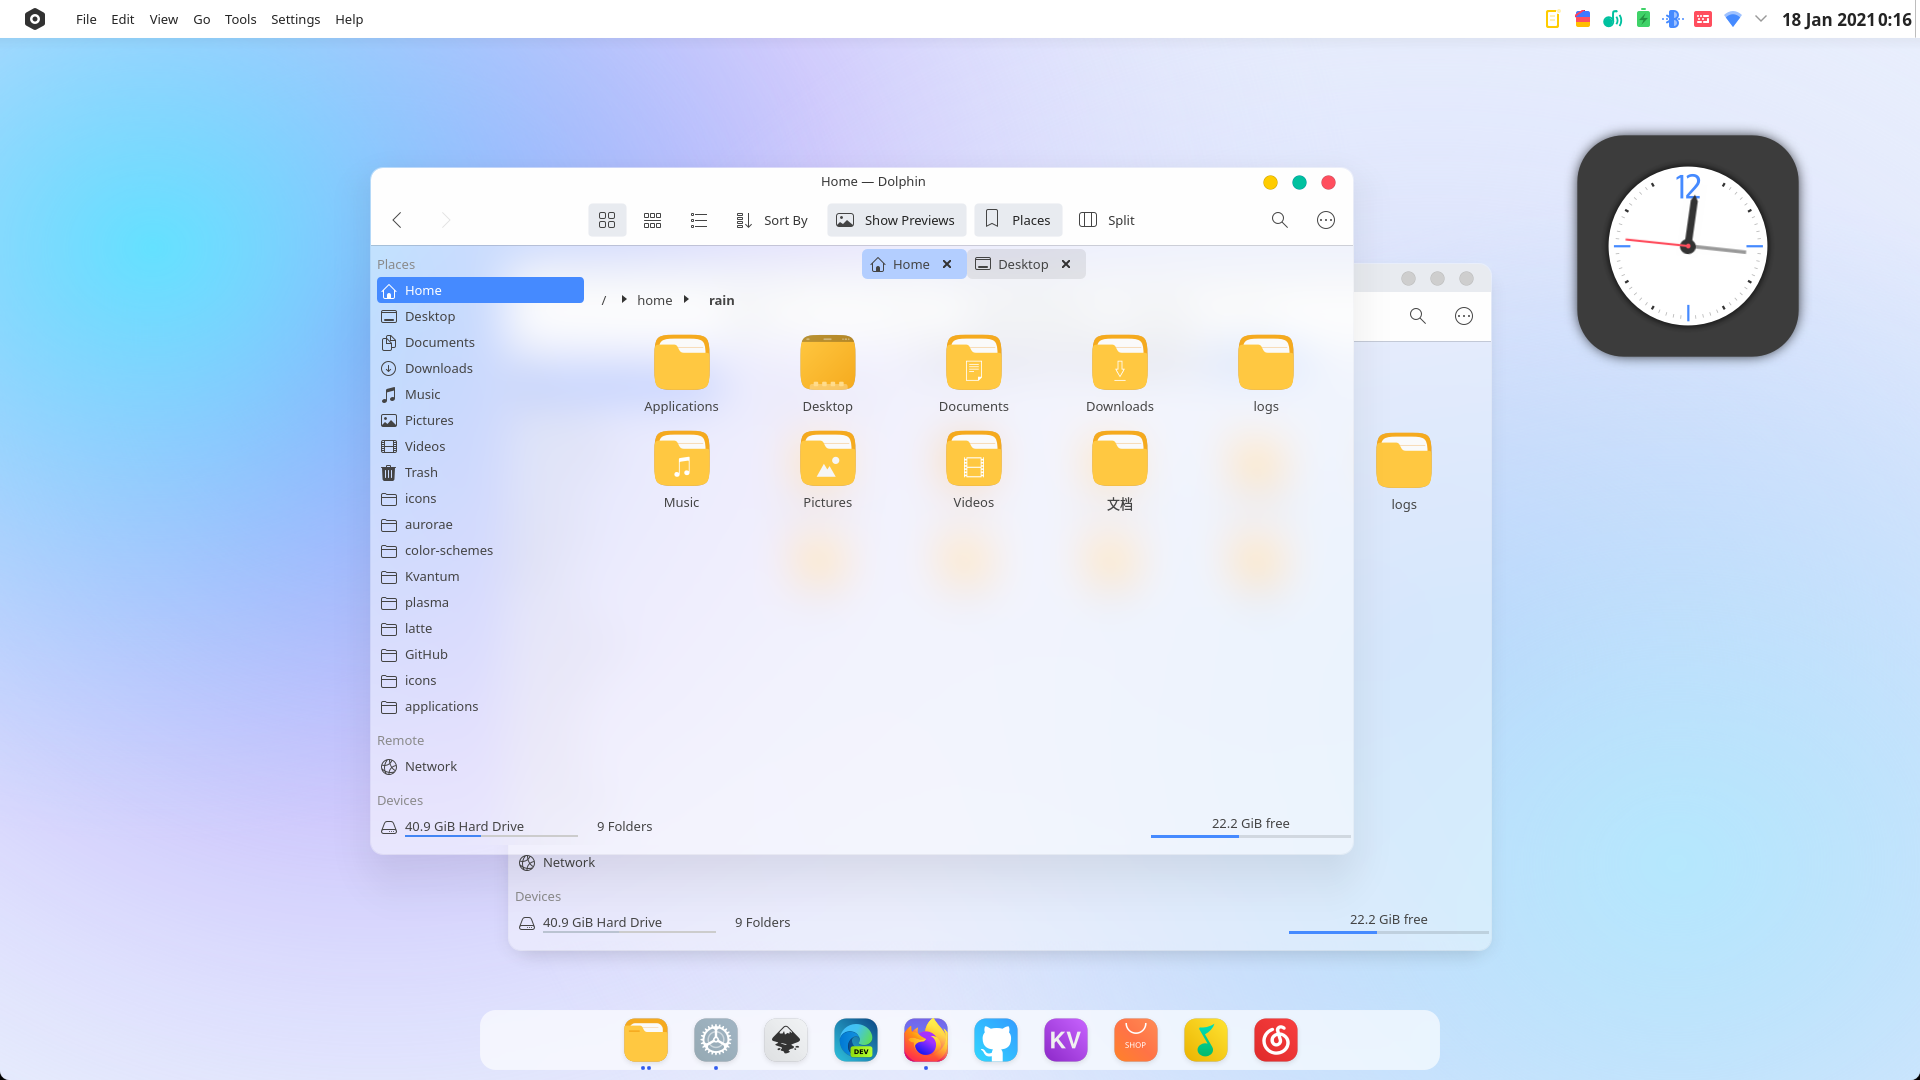 File Edit View Go Tools Settings Help
18 Jan 2021 0:16
Home — Dolphin
Sort By
Show Previews
Places
Split
Home
Desktop
/ home rain
Places
Home
Desktop
Documents
Downloads
Music
Pictures
Videos
Trash
icons
aurorae
color-schemes
Kvantum
plasma
latte
GitHub
icons
applications
Remote
Network
Devices
40.9 GiB Hard Drive
Applications
Desktop
Documents
Downloads
logs
Music
Pictures
Videos
文档
9 Folders
22.2 GiB free
logs
Network
Devices
40.9 GiB Hard Drive
9 Folders
22.2 GiB free
12
DEV
KV
SHOP